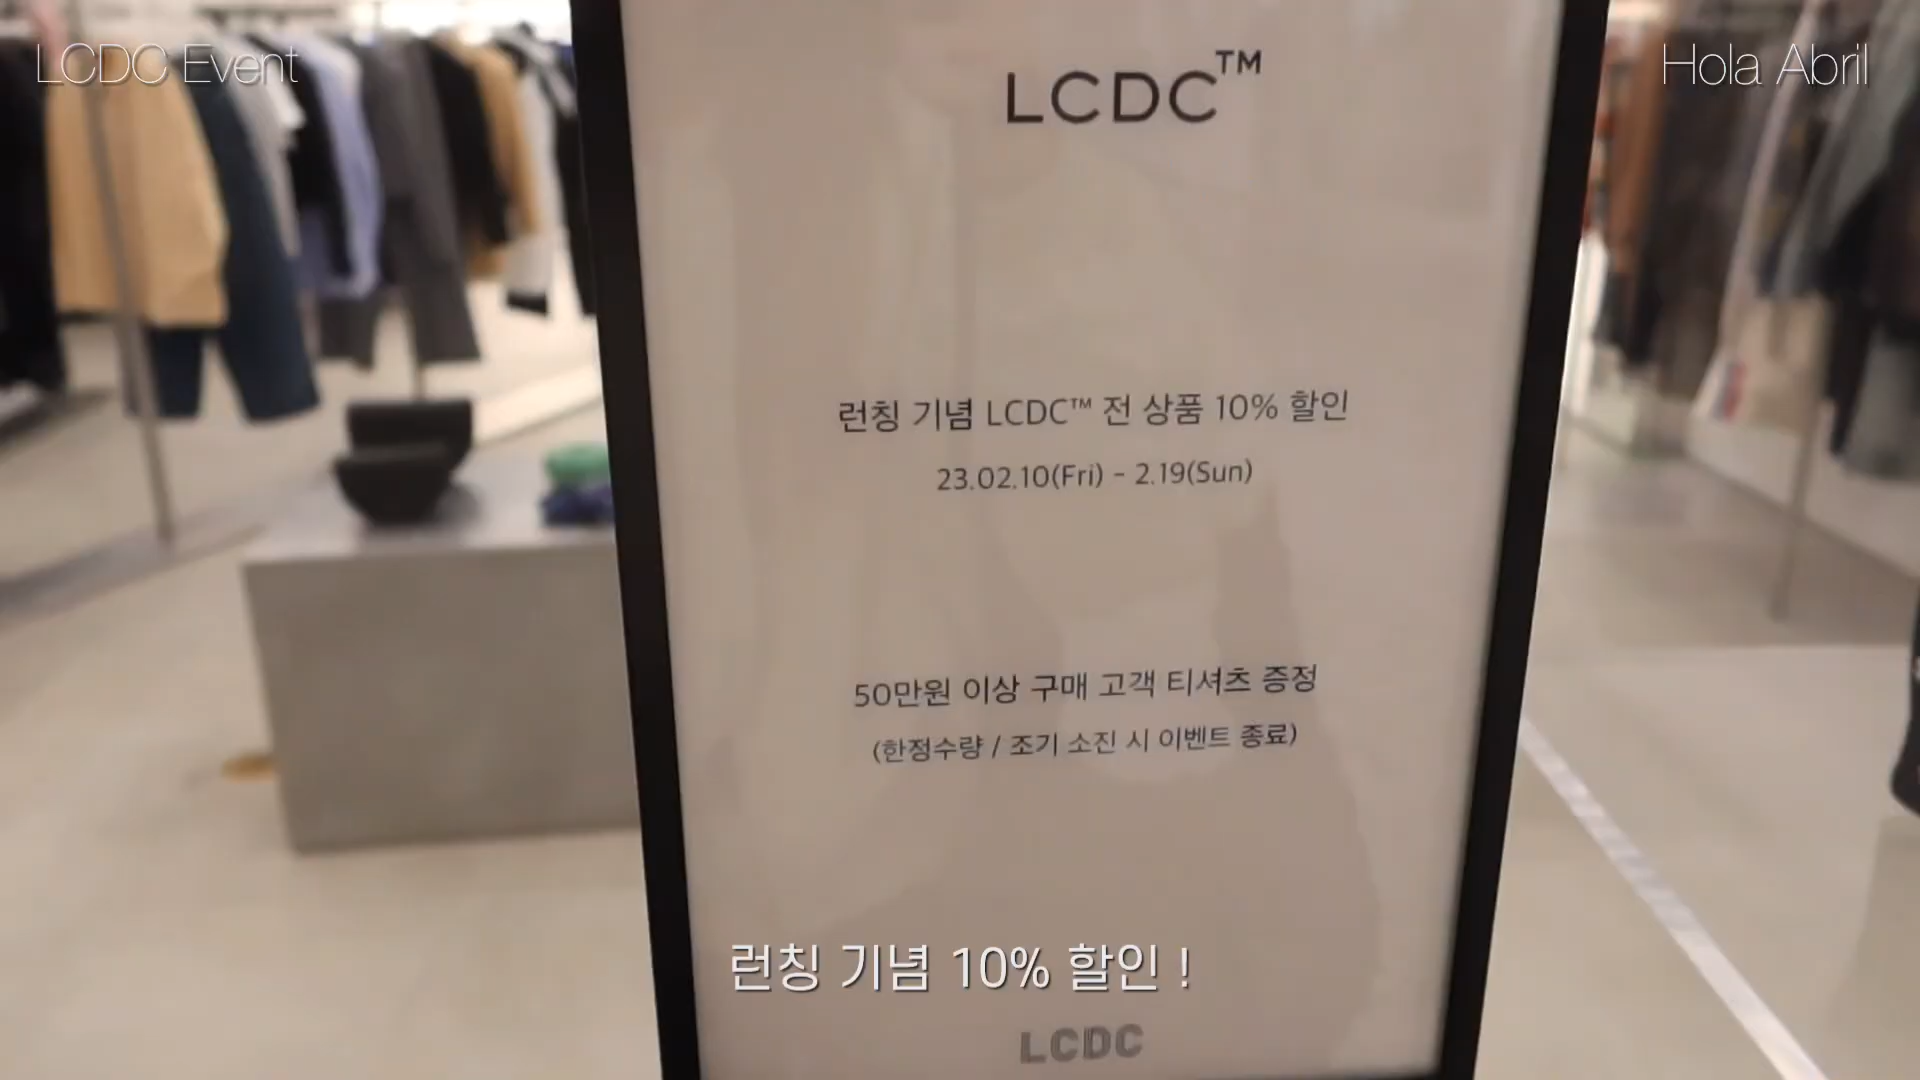 LCDC Event
Hola Abril
LCDC™
런칭 기념 LCDC™ 전 상품 10% 할인
23.02.10(Fri) - 2.19(Sun)
50만원 이상 구매 고객 티셔츠 증정
(한정수량 / 조기 소진 시 이벤트 종료)
런칭 기념 10% 할인 !
LCDC